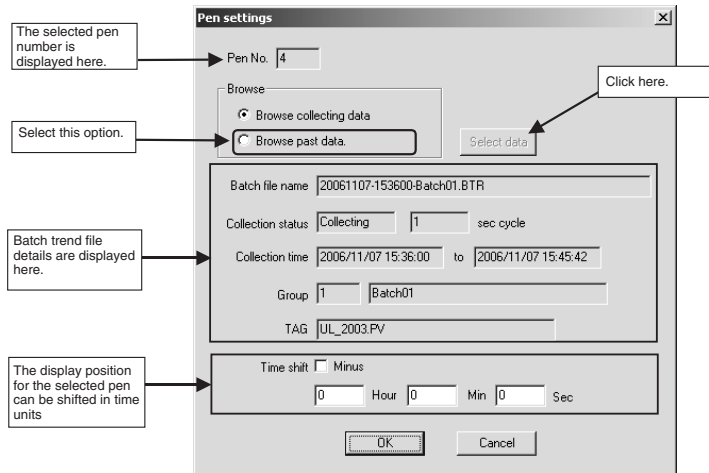 Pen settings
The selected pen
number is
displayed here.
Pen No. 4
Click here.
Browse
Browse collecting data
Select this option.
Browse past data.
Select data
Batch file name 20061107-153600-Batch01.BTR
Collection status Collecting 1 sec cycle
Batch trend file
details are displayed
here.
Collection time 2006/11/07 15:36:00 to 2006/11/07 15:45:42
Group 1 Batch01
TAG UL_2003.PV
The display position
for the selected pen
can be shifted in time
units
Time shift Minus
0 Hour 0 Min 0 Sec
OK Cancel